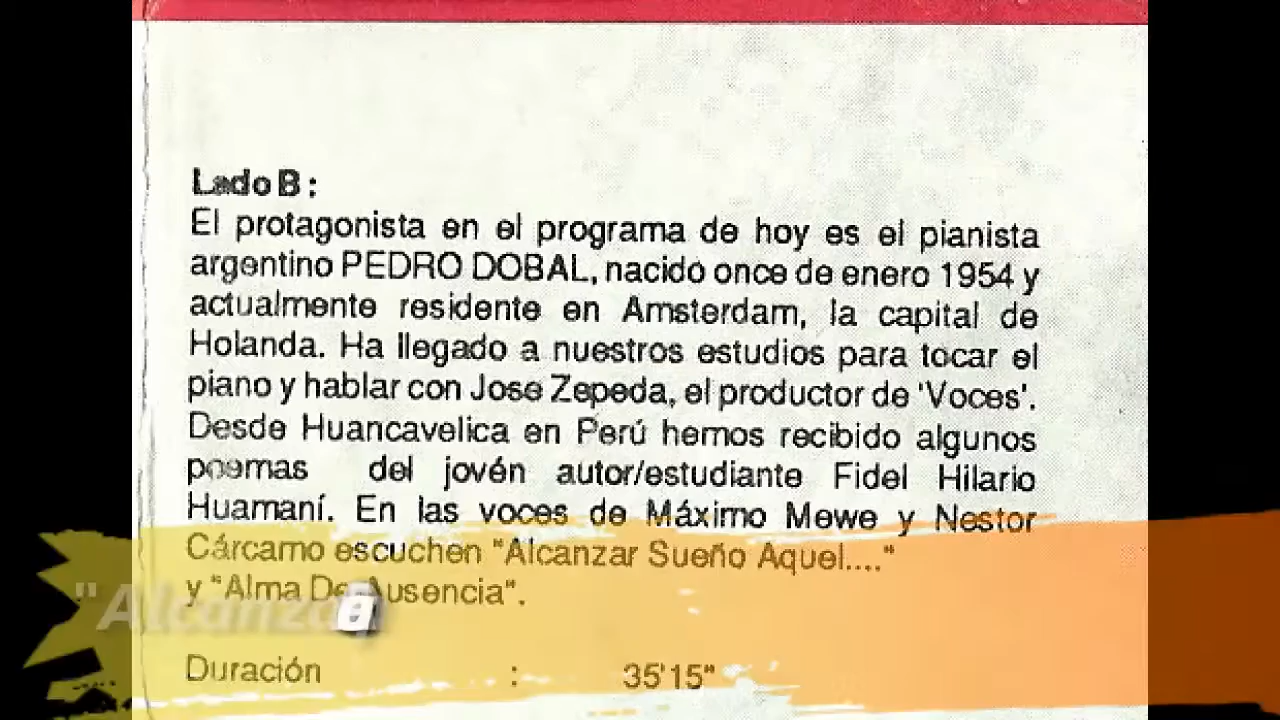 Lado B :
El protagonista en el programa de hoy es el pianista
argentino PEDRO DOBAL, nacido once de enero 1954 y
actualmente residente en Amsterdam, la capital de
Holanda. Ha llegado a nuestros estudios para tocar el
piano y hablar con Jose Zepeda, el productor de 'Voces'.
Desde Huancavelica en Perú hemos recibido algunos
poemas del jovén autor/estudiante Fidel Hilario
Huamaní. En las voces de Máximo Mewe y Nestor
Cárcamo escuchen "Alcanzar Sueño Aquel...."
y "Alma De Ausencia".
"Alcanza
Duración : 35'15"